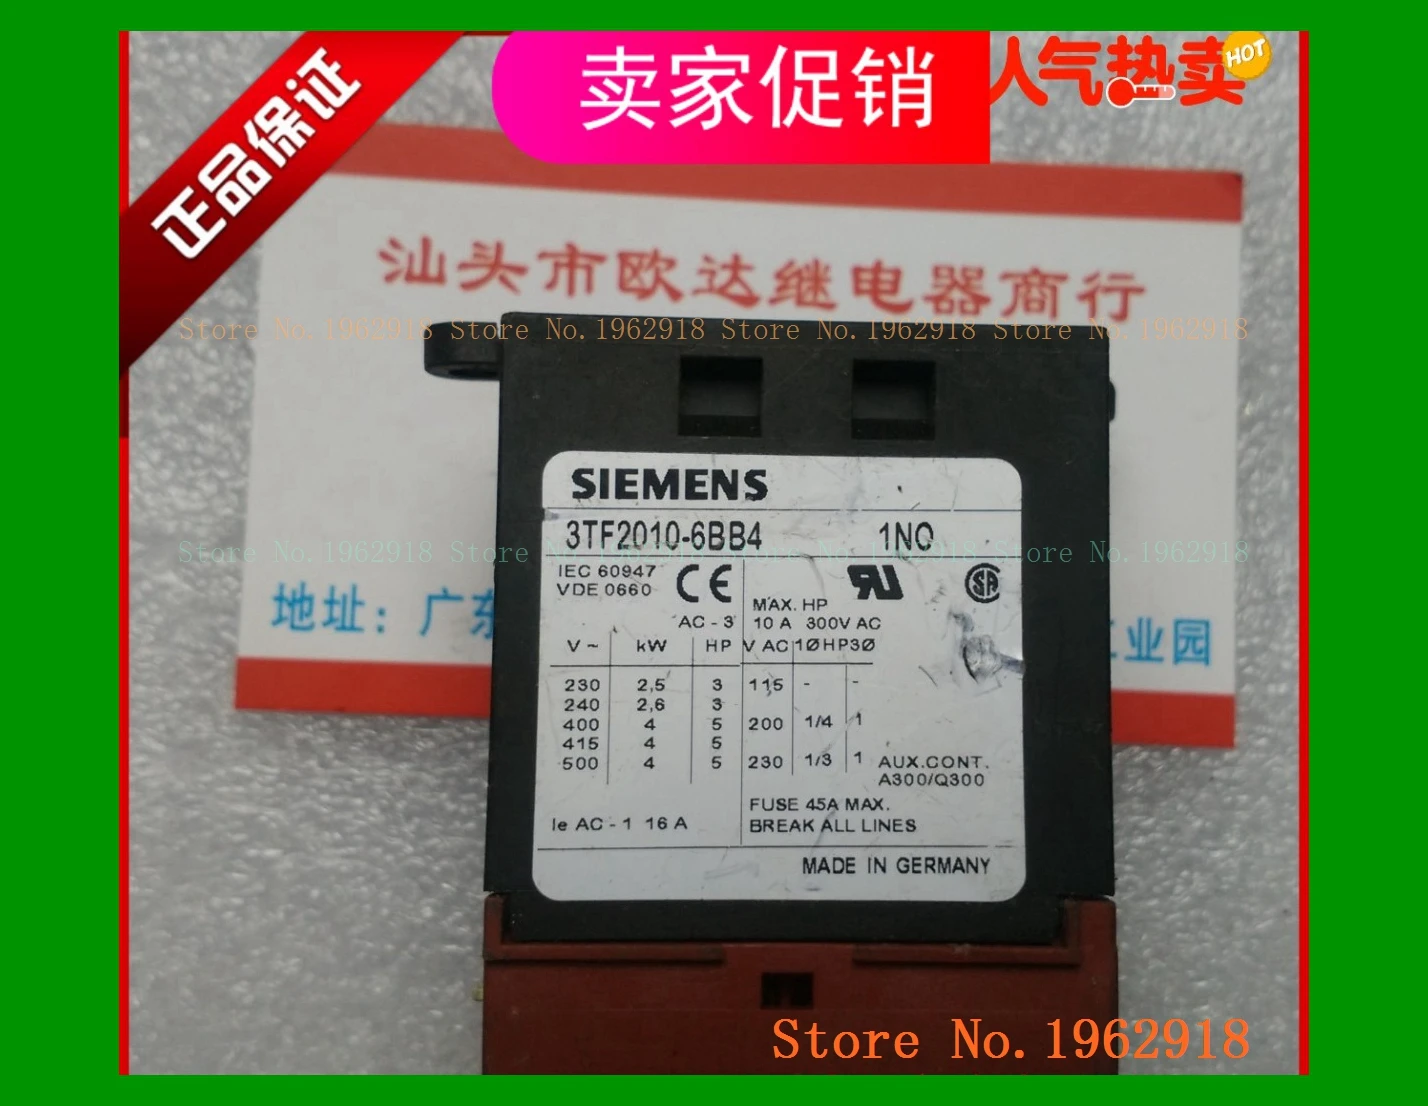 正品保证
卖家促销
人气热卖
HOT
汕头市欧达继电器商行
Store No.1962918 Store No.1962918 Store No.1962918 Store No.1962918
SIEMENS
3TF2010-6BB4 1NO
Store No.1962918 Store No.1962918 Store No.1962918 Store No.1962918
IEC 60947
VDE 0660
CE
AC-3
MAX. HP
10 A 300V AC
V ~ kW HP V AC 1ØHP3Ø
230 2,5 3 115 - -
240 2,6 3
400 4 5 200 1/4 1
415 4 5
500 4 5 230 1/3 1
AUX.CONT.
A300/Q300
FUSE 45A MAX.
Ie AC-1 16 A BREAK ALL LINES
MADE IN GERMANY
地址：广东
业园
Store No.1962918